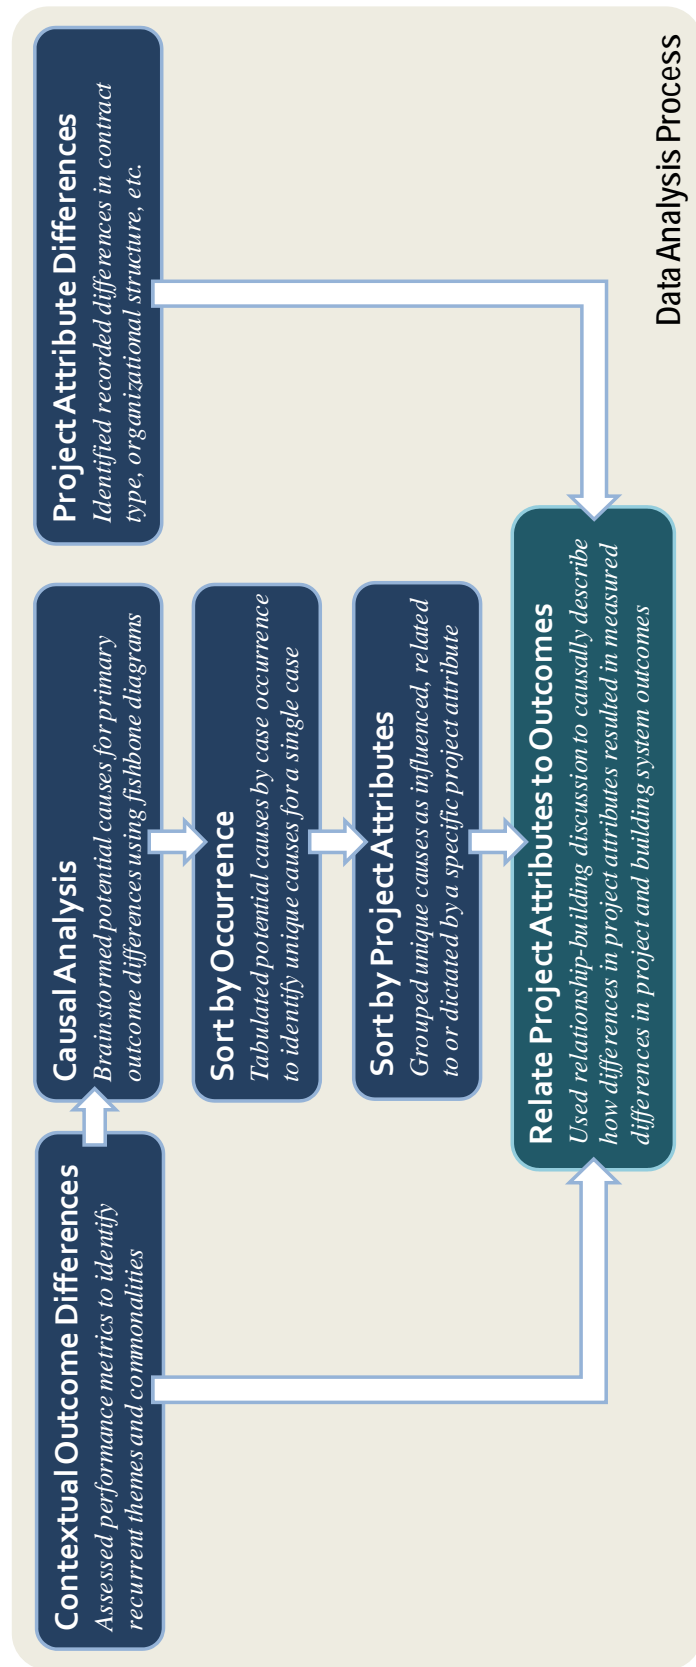 Contextual Outcome Differences
Assessed performance metrics to identify
recurrent themes and commonalities
Causal Analysis
Brainstormed potential causes for primary
outcome differences using fishbone diagrams
Sort by Occurrence
Tabulated potential causes by case occurrence
to identify unique causes for a single case
Sort by Project Attributes
Grouped unique causes as influenced, related
to or dictated by a specific project attribute
Project Attribute Differences
Identified recorded differences in contract
type, organizational structure, etc.
Relate Project Attributes to Outcomes
Used relationship-building discussion to causally describe
how differences in project attributes resulted in measured
differences in project and building system outcomes
Data Analysis Process